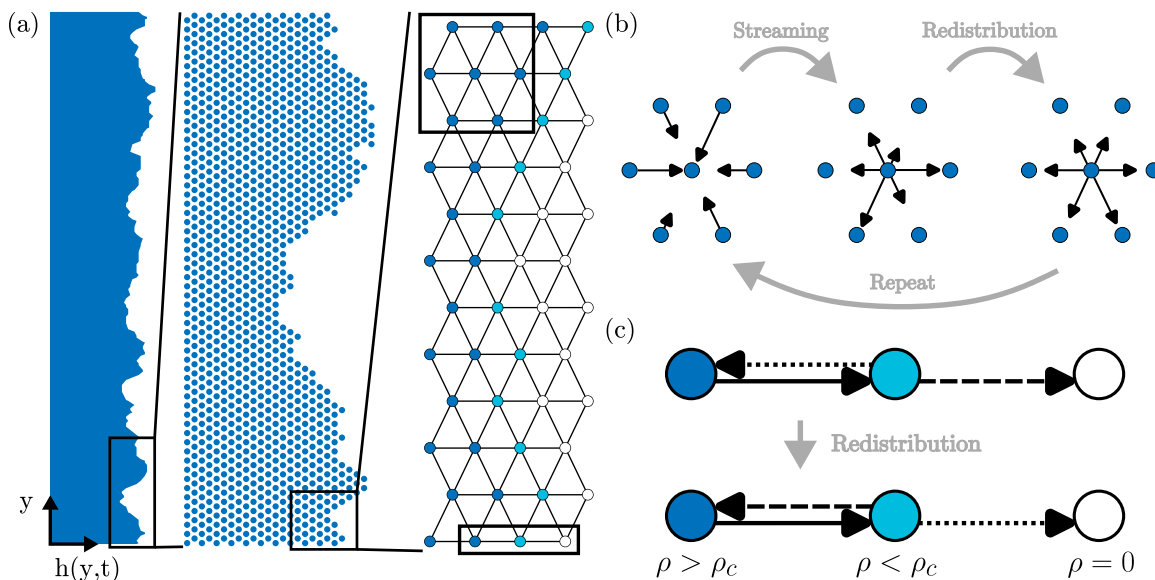 (a)
y
h(y,t)
(b)
Streaming
Redistribution
Repeat
(c)
Redistribution
ρ > ρ_c
ρ < ρ_c
ρ = 0